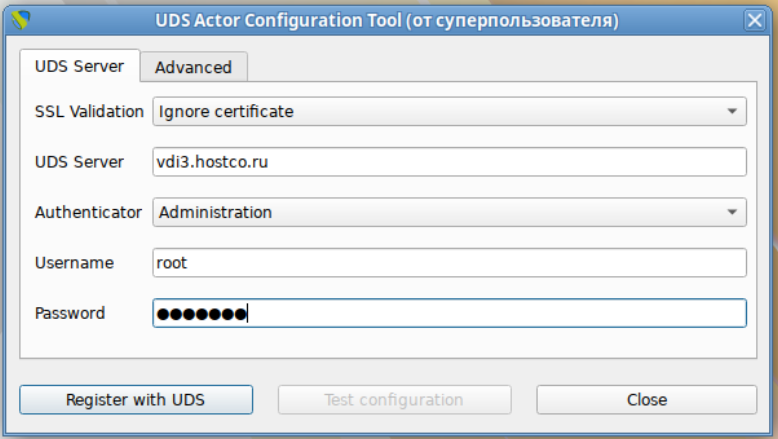 UDS Actor Configuration Tool (от суперпользователя)
UDS Server Advanced
SSL Validation Ignore certificate
UDS Server vdi3.hostco.ru
Authenticator Administration
Username root
Password ●●●●●●●
Register with UDS Test configuration Close